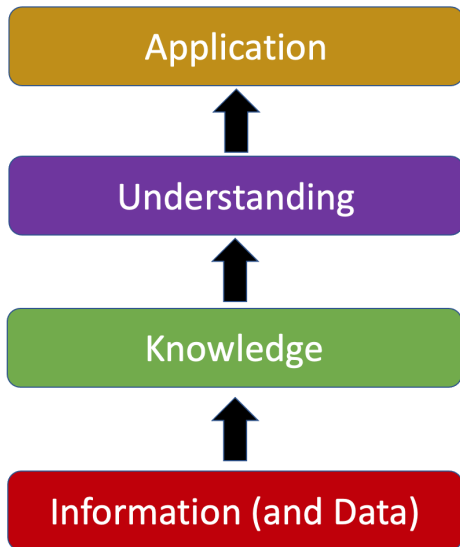 Application
Understanding
Knowledge
Information (and Data)